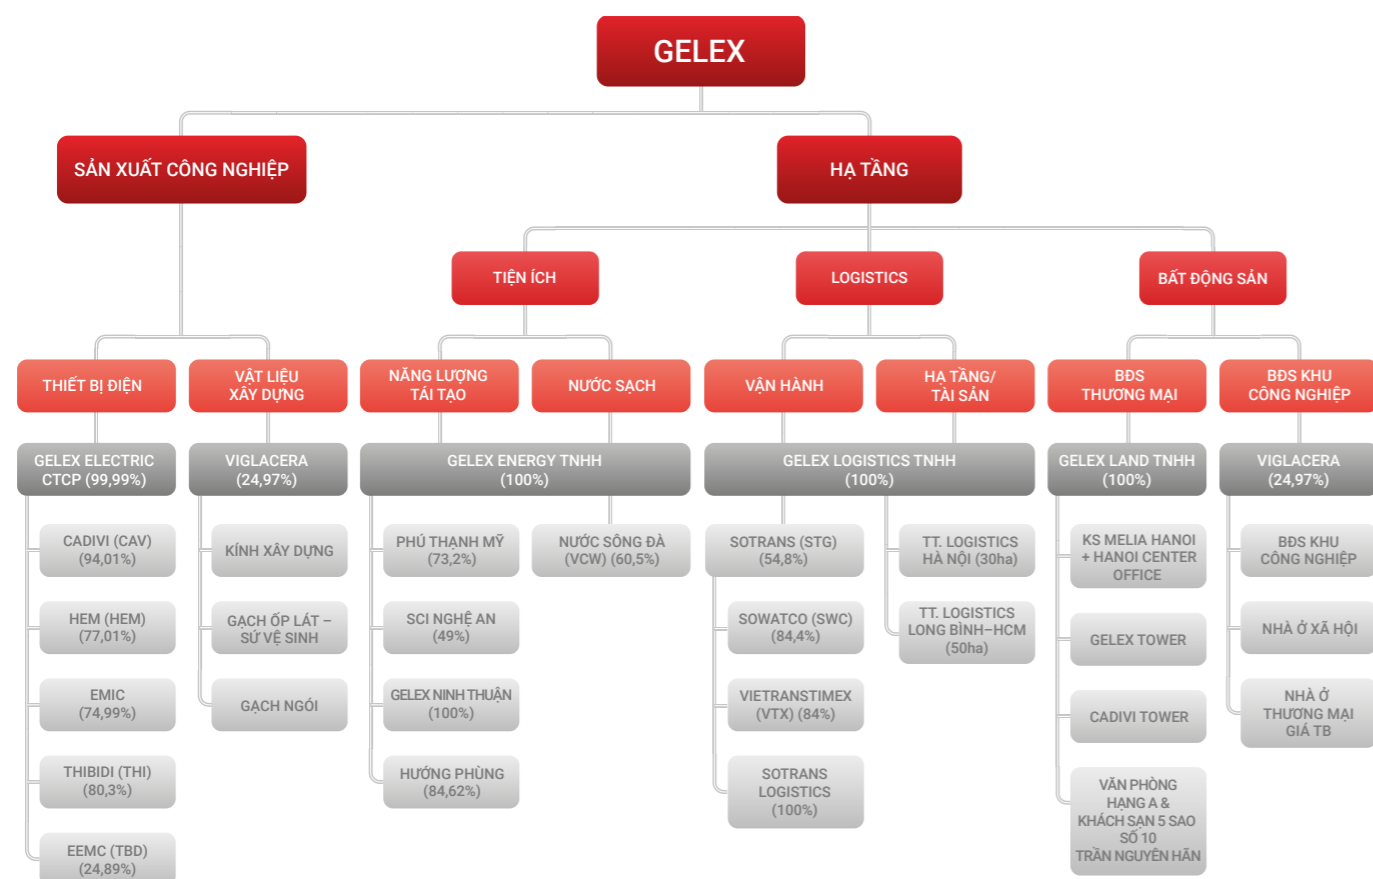 GELEX
SẢN XUẤT CÔNG NGHIỆP
HẠ TẦNG
TIỆN ÍCH
LOGISTICS
BẤT ĐỘNG SẢN
THIẾT BỊ ĐIỆN
VẬT LIỆU
XÂY DỰNG
NĂNG LƯỢNG
TÁI TẠO
NƯỚC SẠCH
VẬN HÀNH
HẠ TẦNG/
TÀI SẢN
BĐS
THƯƠNG MẠI
BĐS KHU
CÔNG NGHIỆP
GELEX ELECTRIC
CTCP (99,99%)
VIGLACERA
(24,97%)
GELEX ENERGY TNHH
(100%)
GELEX LOGISTICS TNHH
(100%)
GELEX LAND TNHH
(100%)
VIGLACERA
(24,97%)
CADIVI (CAV)
(94,01%)
HEM (HEM)
(77,01%)
EMIC
(74,99%)
THIBIDI (THI)
(80,3%)
EEMC (TBD)
(24,89%)
KÍNH XÂY DỰNG
GẠCH ỐP LÁT –
SỨ VỆ SINH
GẠCH NGÓI
PHÚ THẠNH MỸ
(73,2%)
SCI NGHỆ AN
(49%)
GELEX NINH THUẬN
(100%)
HƯỚNG PHÙNG
(84,62%)
NƯỚC SÔNG ĐÀ
(VCW) (60,5%)
SOTRANS (STG)
(54,8%)
SOWATCO (SWC)
(84,4%)
VIETRANSTIMEX
(VTX) (84%)
SOTRANS
LOGISTICS
(100%)
TT. LOGISTICS
HÀ NỘI (30ha)
TT. LOGISTICS
LONG BÌNH–HCM
(50ha)
KS MELIA HANOI
+ HANOI CENTER
OFFICE
GELEX TOWER
CADIVI TOWER
VĂN PHÒNG
HẠNG A &
KHÁCH SẠN 5 SAO
SỐ 10
TRẦN NGUYÊN HÃN
BĐS KHU
CÔNG NGHIỆP
NHÀ Ở XÃ HỘI
NHÀ Ở
THƯƠNG MẠI
GIÁ TB